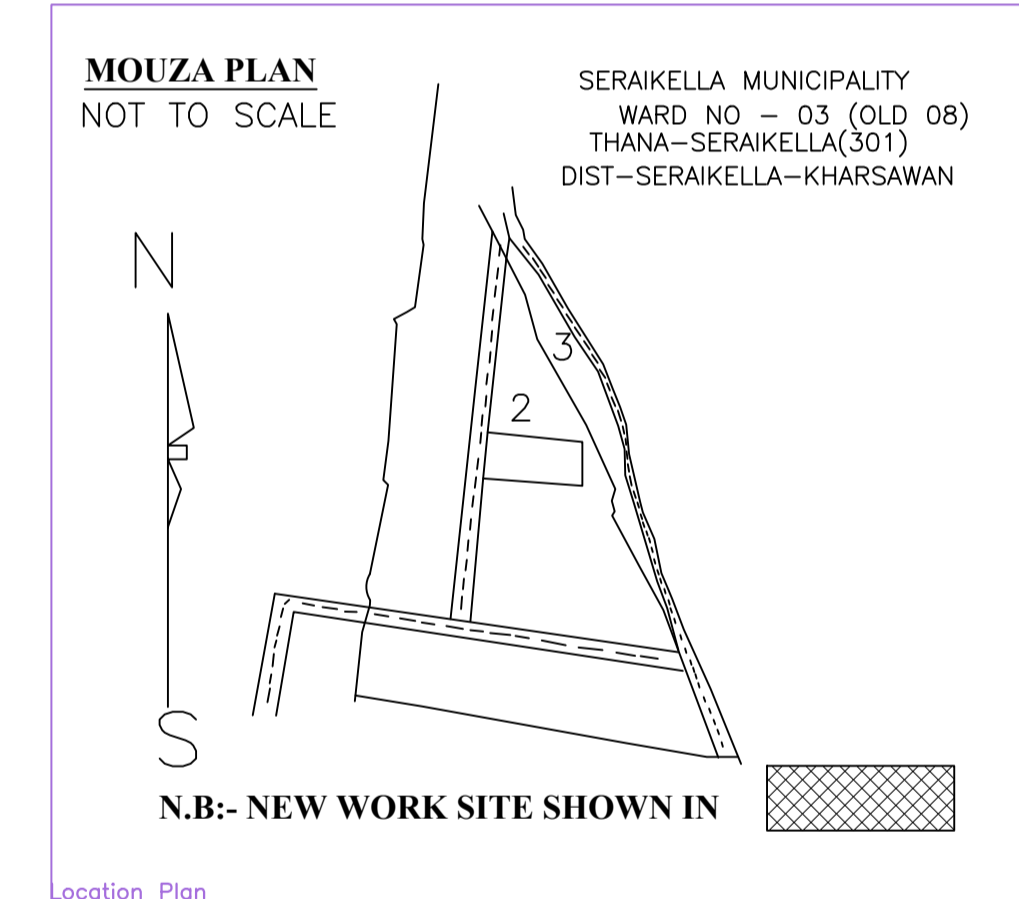 MOUZA PLAN
NOT TO SCALE
SERAIKELLA MUNICIPALITY
WARD NO – 03 (OLD 08)
THANA–SERAIKELLA(301)
DIST–SERAIKELLA–KHARSAWAN
N
3
2
S
N.B:- NEW WORK SITE SHOWN IN
Location Plan